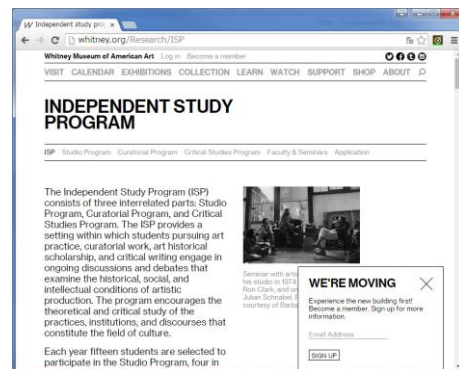 Independent study prog
whitney.org/Research/ISP
Whitney Museum of American Art Log in Become a member
VISIT CALENDAR EXHIBITIONS COLLECTION LEARN WATCH SUPPORT SHOP ABOUT
INDEPENDENT STUDY
PROGRAM
ISP Studio Program Curatorial Program Critical Studies Program Faculty & Seminars Application
The Independent Study Program (ISP)
consists of three interrelated parts: Studio
Program, Curatorial Program, and Critical
Studies Program. The ISP provides a
setting within which students pursuing art
practice, curatorial work, art historical
scholarship, and critical writing engage in
ongoing discussions and debates that
examine the historical, social, and
intellectual conditions of artistic
production. The program encourages the
theoretical and critical study of the
practices, institutions, and discourses that
constitute the field of culture.
Each year fifteen students are selected to
participate in the Studio Program, four in
Seminar with
his studio in 1974.
Ron Clark, and
Julian Schnabel.
courtesy of
WE'RE MOVING
Experience the new building first!
Become a member. Sign up for more
information.
Email Address
SIGN UP